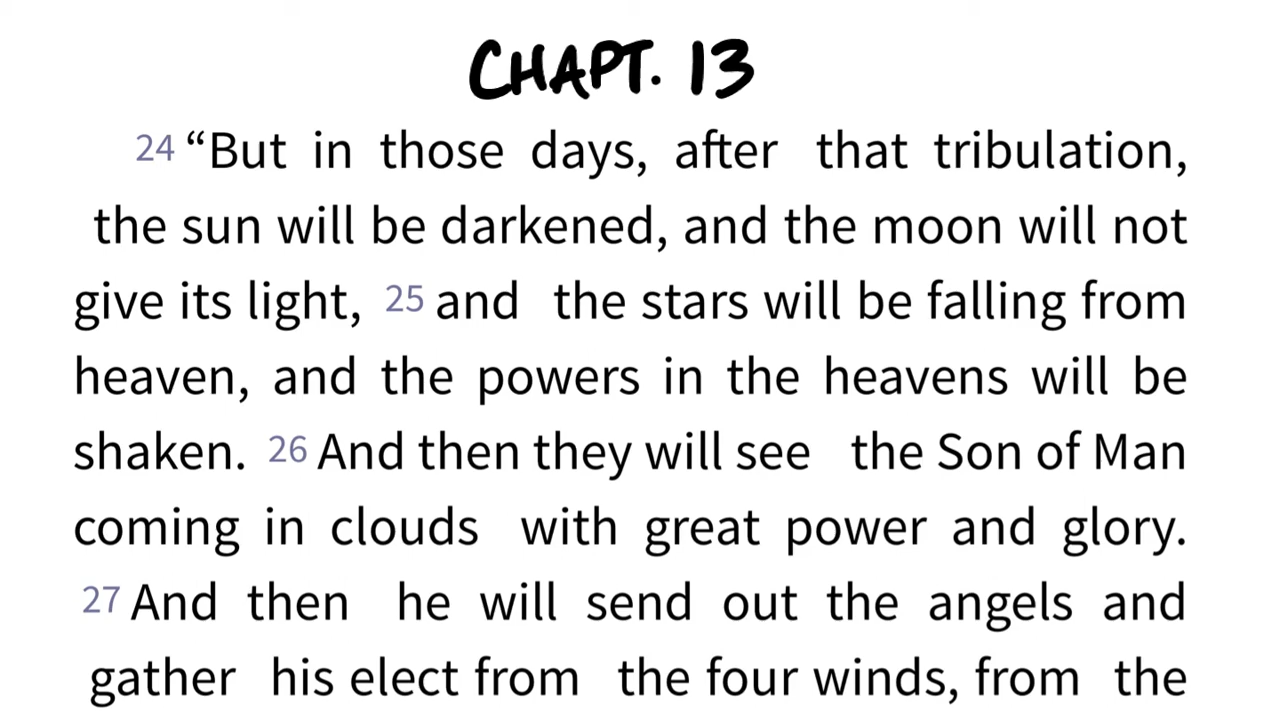 CHAPT. 13
24 “But in those days, after that tribulation,
the sun will be darkened, and the moon will not
give its light, 25 and the stars will be falling from
heaven, and the powers in the heavens will be
shaken. 26 And then they will see the Son of Man
coming in clouds with great power and glory.
27 And then he will send out the angels and
gather his elect from the four winds, from the